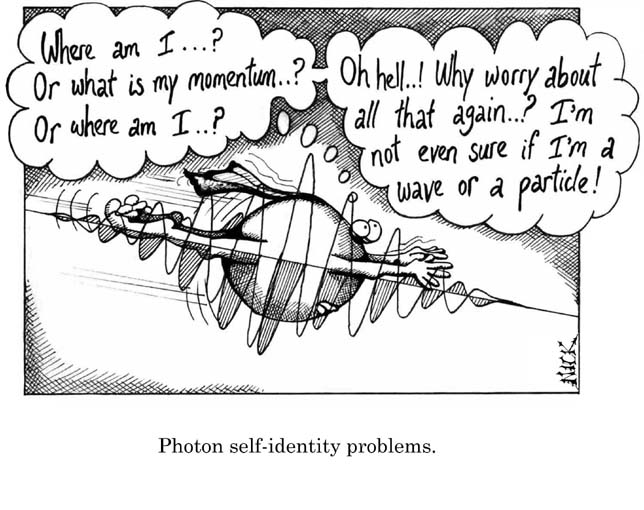 Where am I...?
Or what is my momentum..?
Or where am I..?
Oh hell..! Why worry about
all that again..? I'm
not even sure if I'm a
wave or a particle!
NICK
Photon self-identity problems.